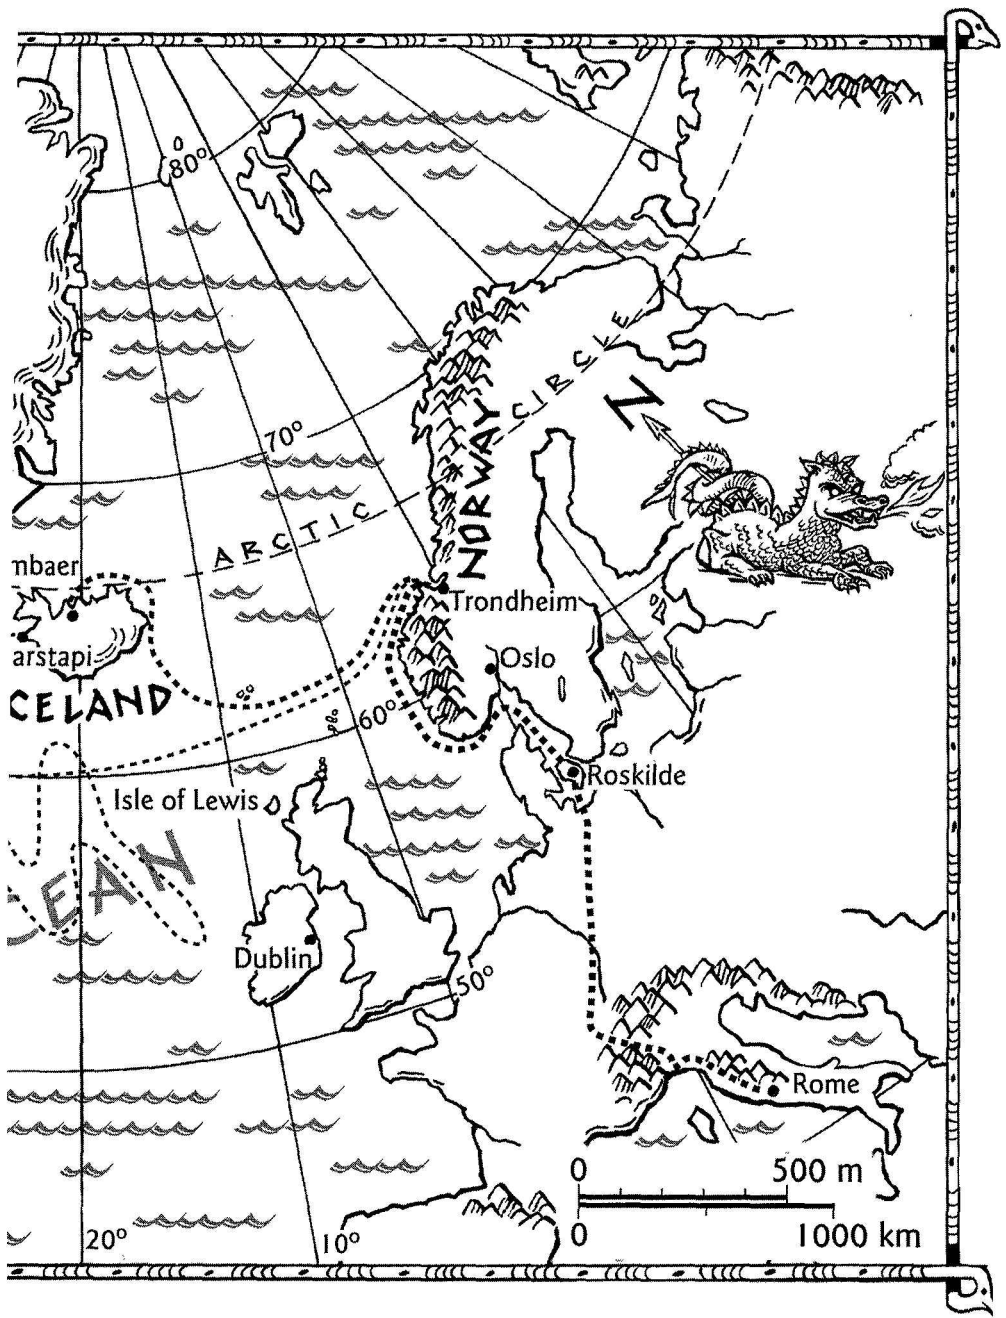 80°
70°
ARCTIC CIRCLE
N
NORWAY
mbaer
Trondheim
arstapi
Oslo
CELAND
60°
Roskilde
Isle of Lewis
CEAN
Dublin
50°
Rome
0 500 m
0 1000 km
20°
10°